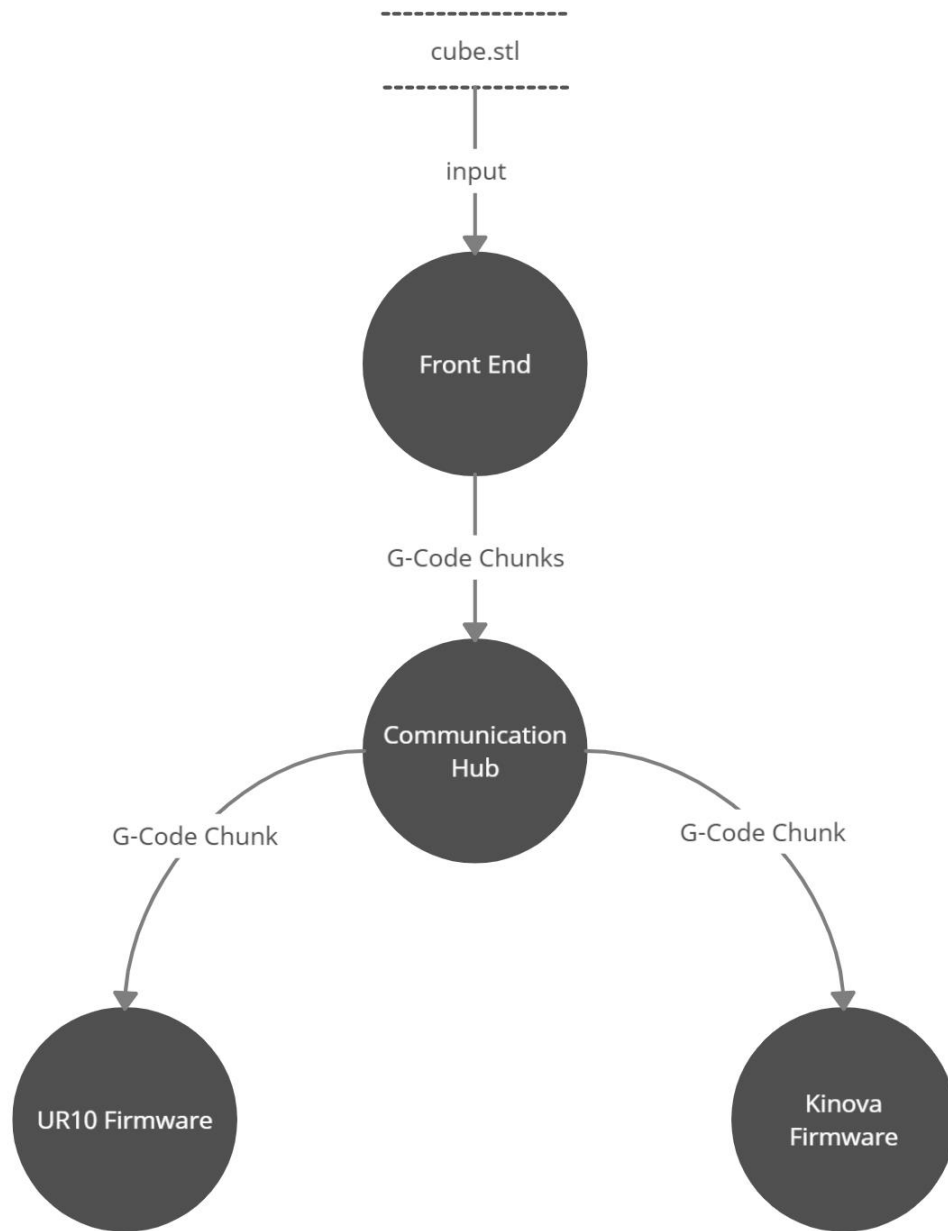 cube.stl
input
Front End
G-Code Chunks
Communication
Hub
G-Code Chunk
G-Code Chunk
UR10 Firmware
Kinova
Firmware